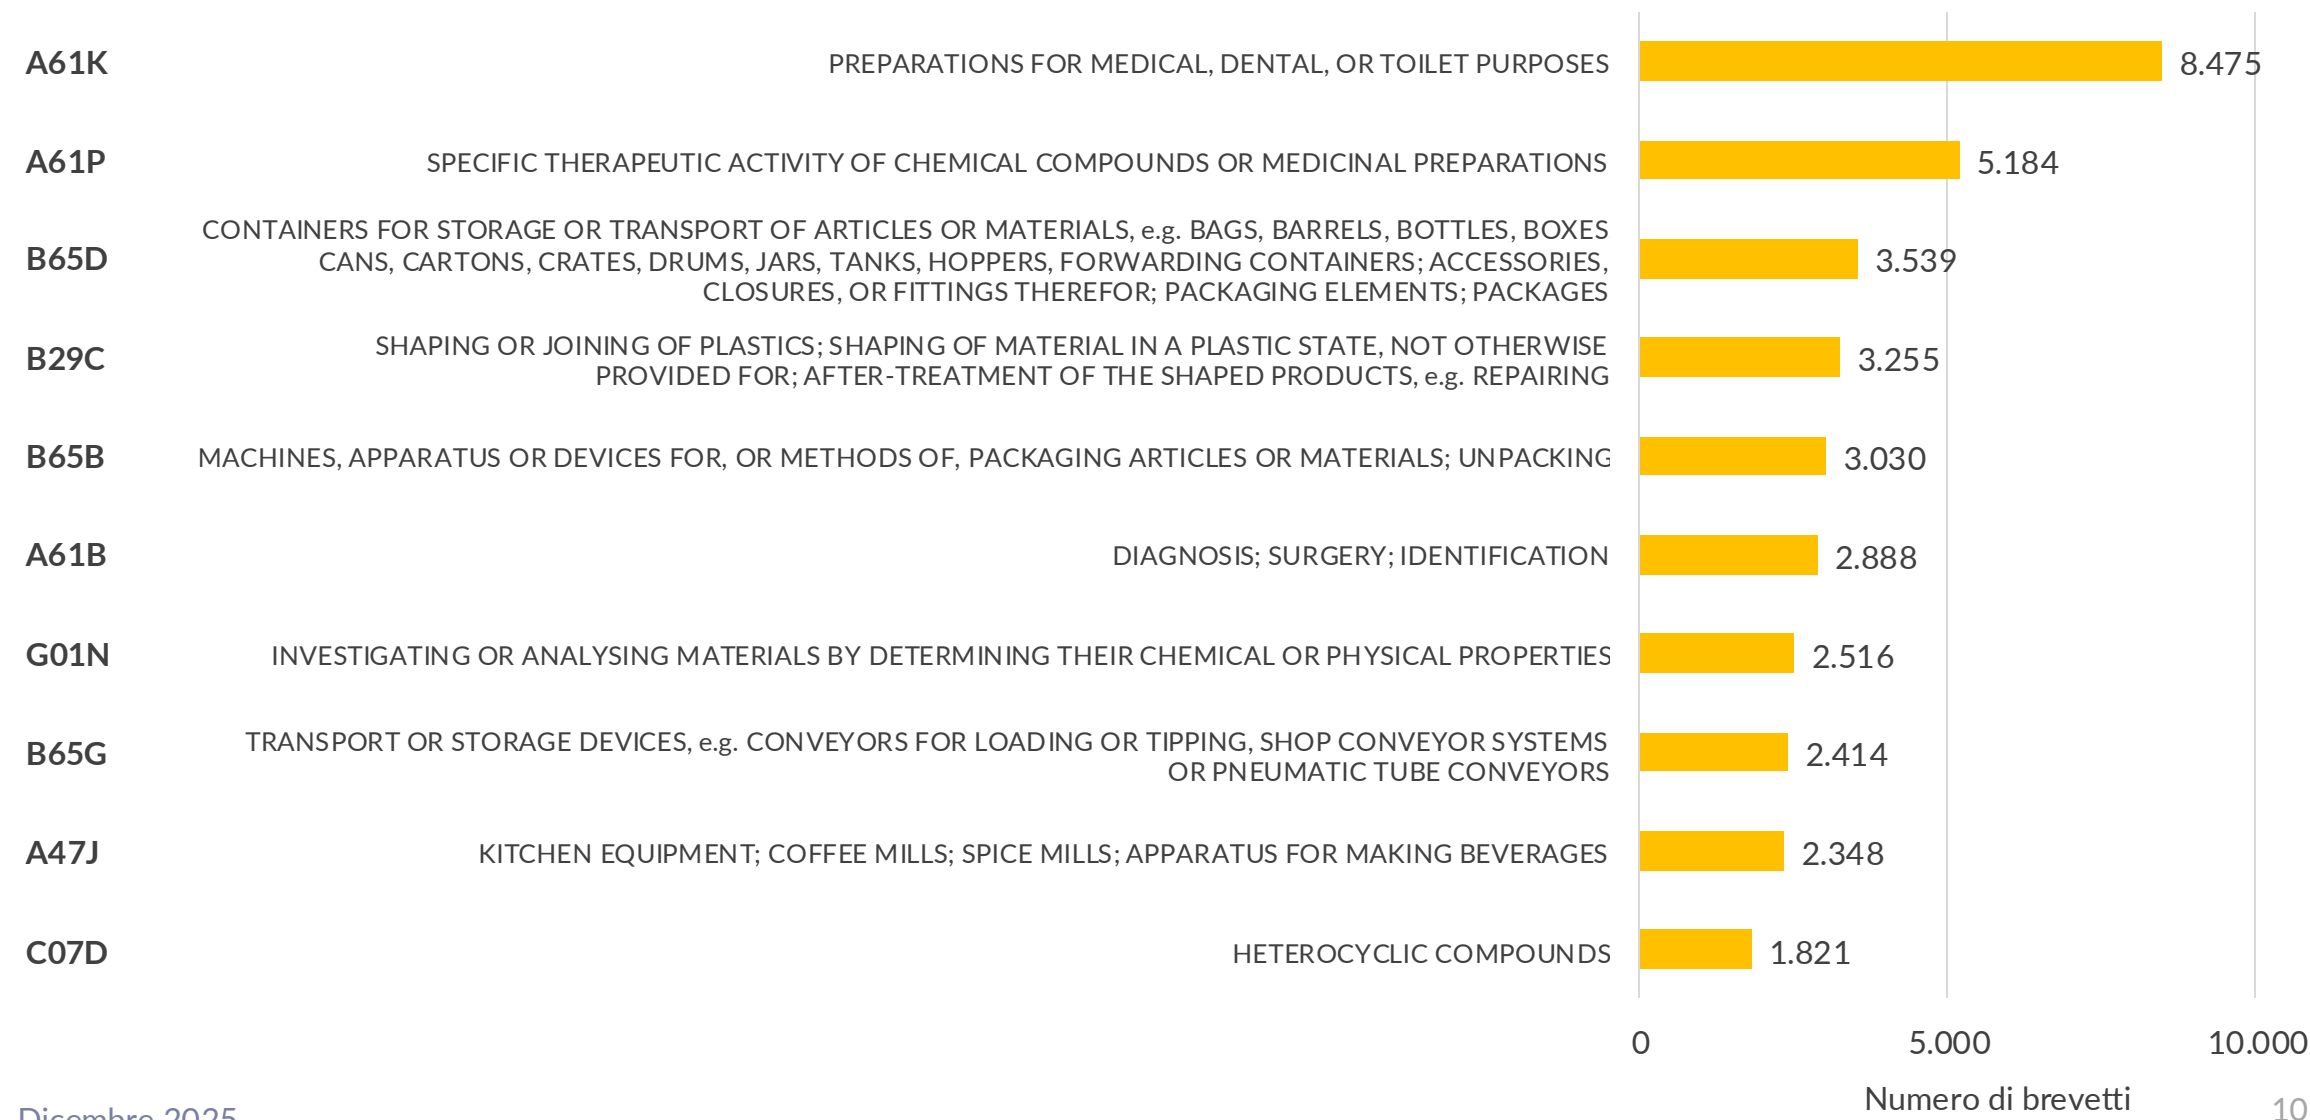 A61K
PREPARATIONS FOR MEDICAL, DENTAL, OR TOILET PURPOSES
8.475
A61P
SPECIFIC THERAPEUTIC ACTIVITY OF CHEMICAL COMPOUNDS OR MEDICINAL PREPARATIONS
5.184
B65D
CONTAINERS FOR STORAGE OR TRANSPORT OF ARTICLES OR MATERIALS, e.g. BAGS, BARRELS, BOTTLES, BOXES
CANS, CARTONS, CRATES, DRUMS, JARS, TANKS, HOPPERS, FORWARDING CONTAINERS; ACCESSORIES,
CLOSURES, OR FITTINGS THEREFOR; PACKAGING ELEMENTS; PACKAGES
3.539
B29C
SHAPING OR JOINING OF PLASTICS; SHAPING OF MATERIAL IN A PLASTIC STATE, NOT OTHERWISE
PROVIDED FOR; AFTER-TREATMENT OF THE SHAPED PRODUCTS, e.g. REPAIRING
3.255
B65B
MACHINES, APPARATUS OR DEVICES FOR, OR METHODS OF, PACKAGING ARTICLES OR MATERIALS; UNPACKING
3.030
A61B
DIAGNOSIS; SURGERY; IDENTIFICATION
2.888
G01N
INVESTIGATING OR ANALYSING MATERIALS BY DETERMINING THEIR CHEMICAL OR PHYSICAL PROPERTIES
2.516
B65G
TRANSPORT OR STORAGE DEVICES, e.g. CONVEYORS FOR LOADING OR TIPPING, SHOP CONVEYOR SYSTEMS
OR PNEUMATIC TUBE CONVEYORS
2.414
A47J
KITCHEN EQUIPMENT; COFFEE MILLS; SPICE MILLS; APPARATUS FOR MAKING BEVERAGES
2.348
C07D
HETEROCYCLIC COMPOUNDS
1.821
0 5.000 10.000
Numero di brevetti
Dicembre 2025
10